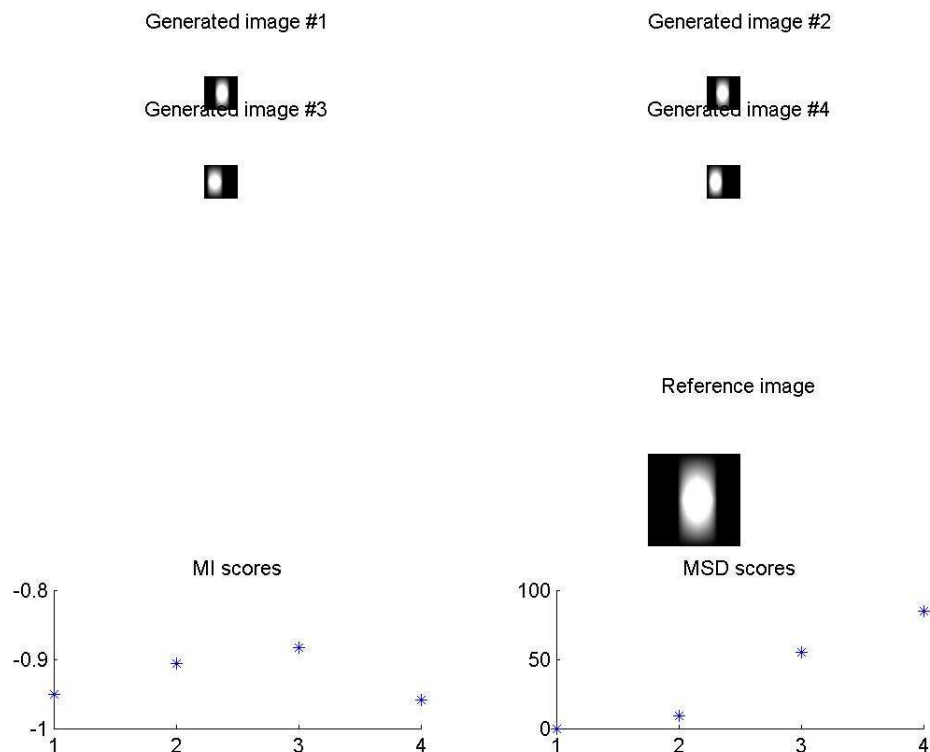 Generated image #1
Generated image #2
Generated image #3
Generated image #4
Reference image
MI scores
-0.8
-0.9
-1
1 2 3 4
MSD scores
100
50
0
1 2 3 4